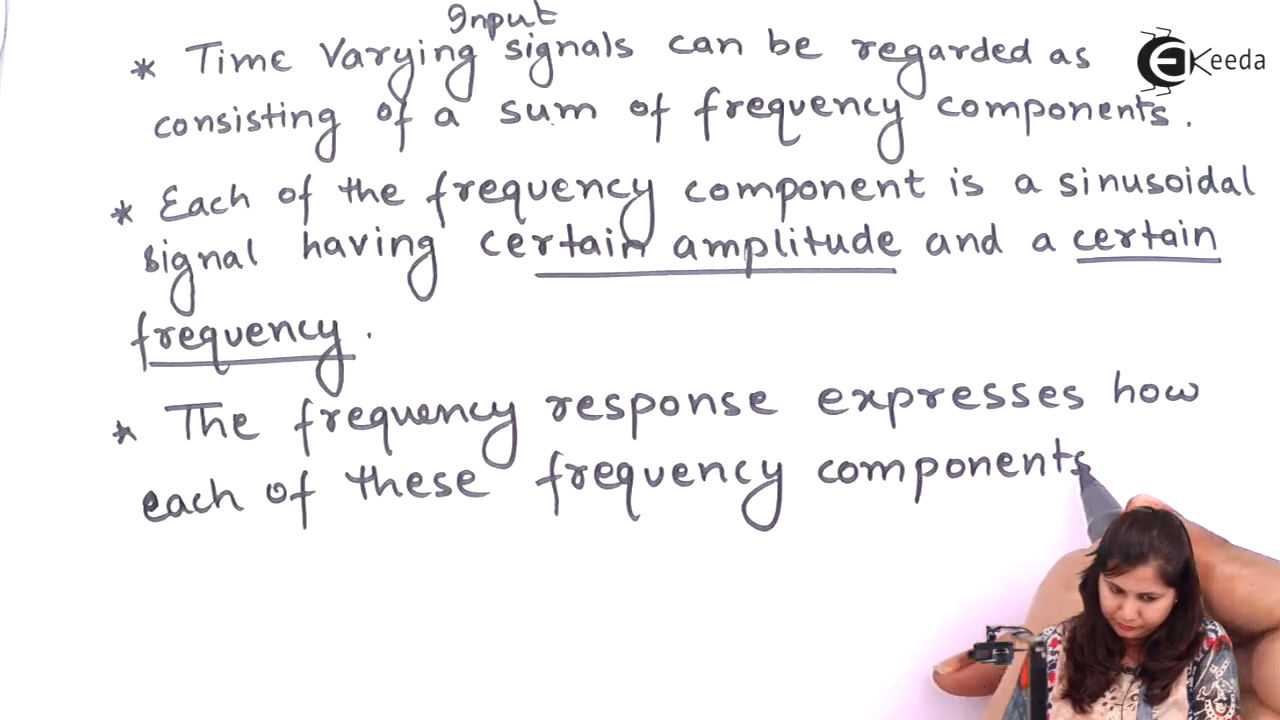 Input
* Time Varying signals can be regarded as
consisting of a sum of frequency components.
* Each of the frequency component is a sinusoidal
signal having certain amplitude and a certain
frequency.
* The frequency response expresses how
each of these frequency components
EKeeda